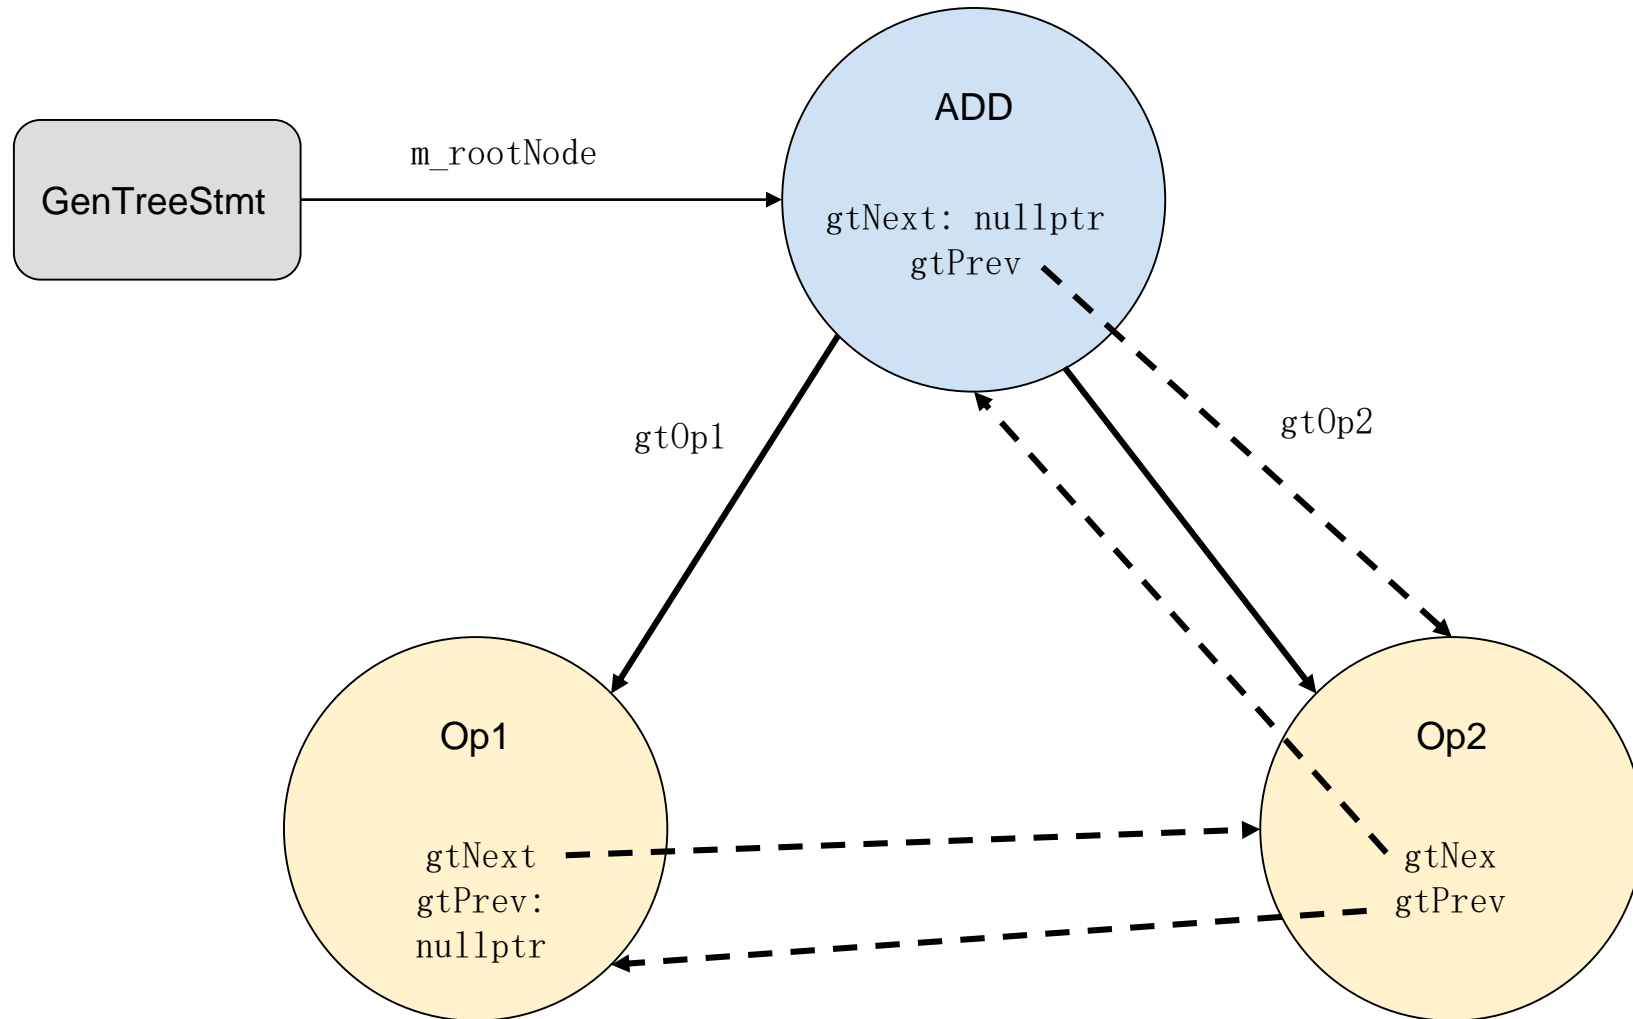 ADD
m_rootNode
GenTreeStmt
gtNext: nullptr
gtPrev
gtOp1
gtOp2
Op1
Op2
gtNext
gtPrev:
nullptr
gtNex
gtPrev